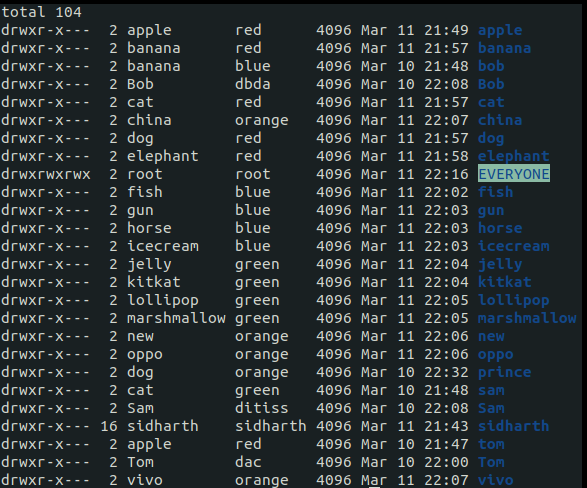 total 104
drwxr-x---  2 apple       red      4096 Mar 11 21:49 apple
drwxr-x---  2 banana      red      4096 Mar 11 21:57 banana
drwxr-x---  2 banana      blue     4096 Mar 10 21:48 bob
drwxr-x---  2 Bob         dbda     4096 Mar 10 22:08 Bob
drwxr-x---  2 cat         red      4096 Mar 11 21:57 cat
drwxr-x---  2 china       orange   4096 Mar 11 22:07 china
drwxr-x---  2 dog         red      4096 Mar 11 21:57 dog
drwxr-x---  2 elephant    red      4096 Mar 11 21:58 elephant
drwxrwxrwx  2 root        root     4096 Mar 11 22:16 EVERYONE
drwxr-x---  2 fish        blue     4096 Mar 11 22:02 fish
drwxr-x---  2 gun         blue     4096 Mar 11 22:03 gun
drwxr-x---  2 horse       blue     4096 Mar 11 22:03 horse
drwxr-x---  2 icecream    blue     4096 Mar 11 22:03 icecream
drwxr-x---  2 jelly       green    4096 Mar 11 22:04 jelly
drwxr-x---  2 kitkat      green    4096 Mar 11 22:04 kitkat
drwxr-x---  2 lollipop    green    4096 Mar 11 22:05 lollipop
drwxr-x---  2 marshmallow green    4096 Mar 11 22:05 marshmallow
drwxr-x---  2 new         orange   4096 Mar 11 22:06 new
drwxr-x---  2 oppo        orange   4096 Mar 11 22:06 oppo
drwxr-x---  2 dog         orange   4096 Mar 10 22:32 prince
drwxr-x---  2 cat         green    4096 Mar 10 21:48 sam
drwxr-x---  2 Sam         ditiss   4096 Mar 10 22:08 Sam
drwxr-x--- 16 sidharth    sidharth 4096 Mar 11 21:43 sidharth
drwxr-x---  2 apple       red      4096 Mar 10 21:47 tom
drwxr-x---  2 Tom         dac      4096 Mar 10 22:00 Tom
drwxr-x---  2 vivo        orange   4096 Mar 11 22:07 vivo